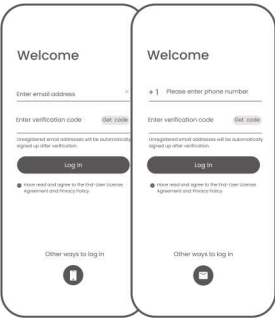 Welcome
Enter email address
×
Enter verification code
Get code
Unregistered email addresses will be automatically
signed up after verification.
Log In
Have read and agree to the End-User License
Agreement and Privacy Policy.
Other ways to log in
Welcome
+ 1 Please enter phone number
Enter verification code
Get code
Unregistered email addresses will be automatically
signed up after verification.
Log In
Have read and agree to the End-User License
Agreement and Privacy Policy.
Other ways to log in